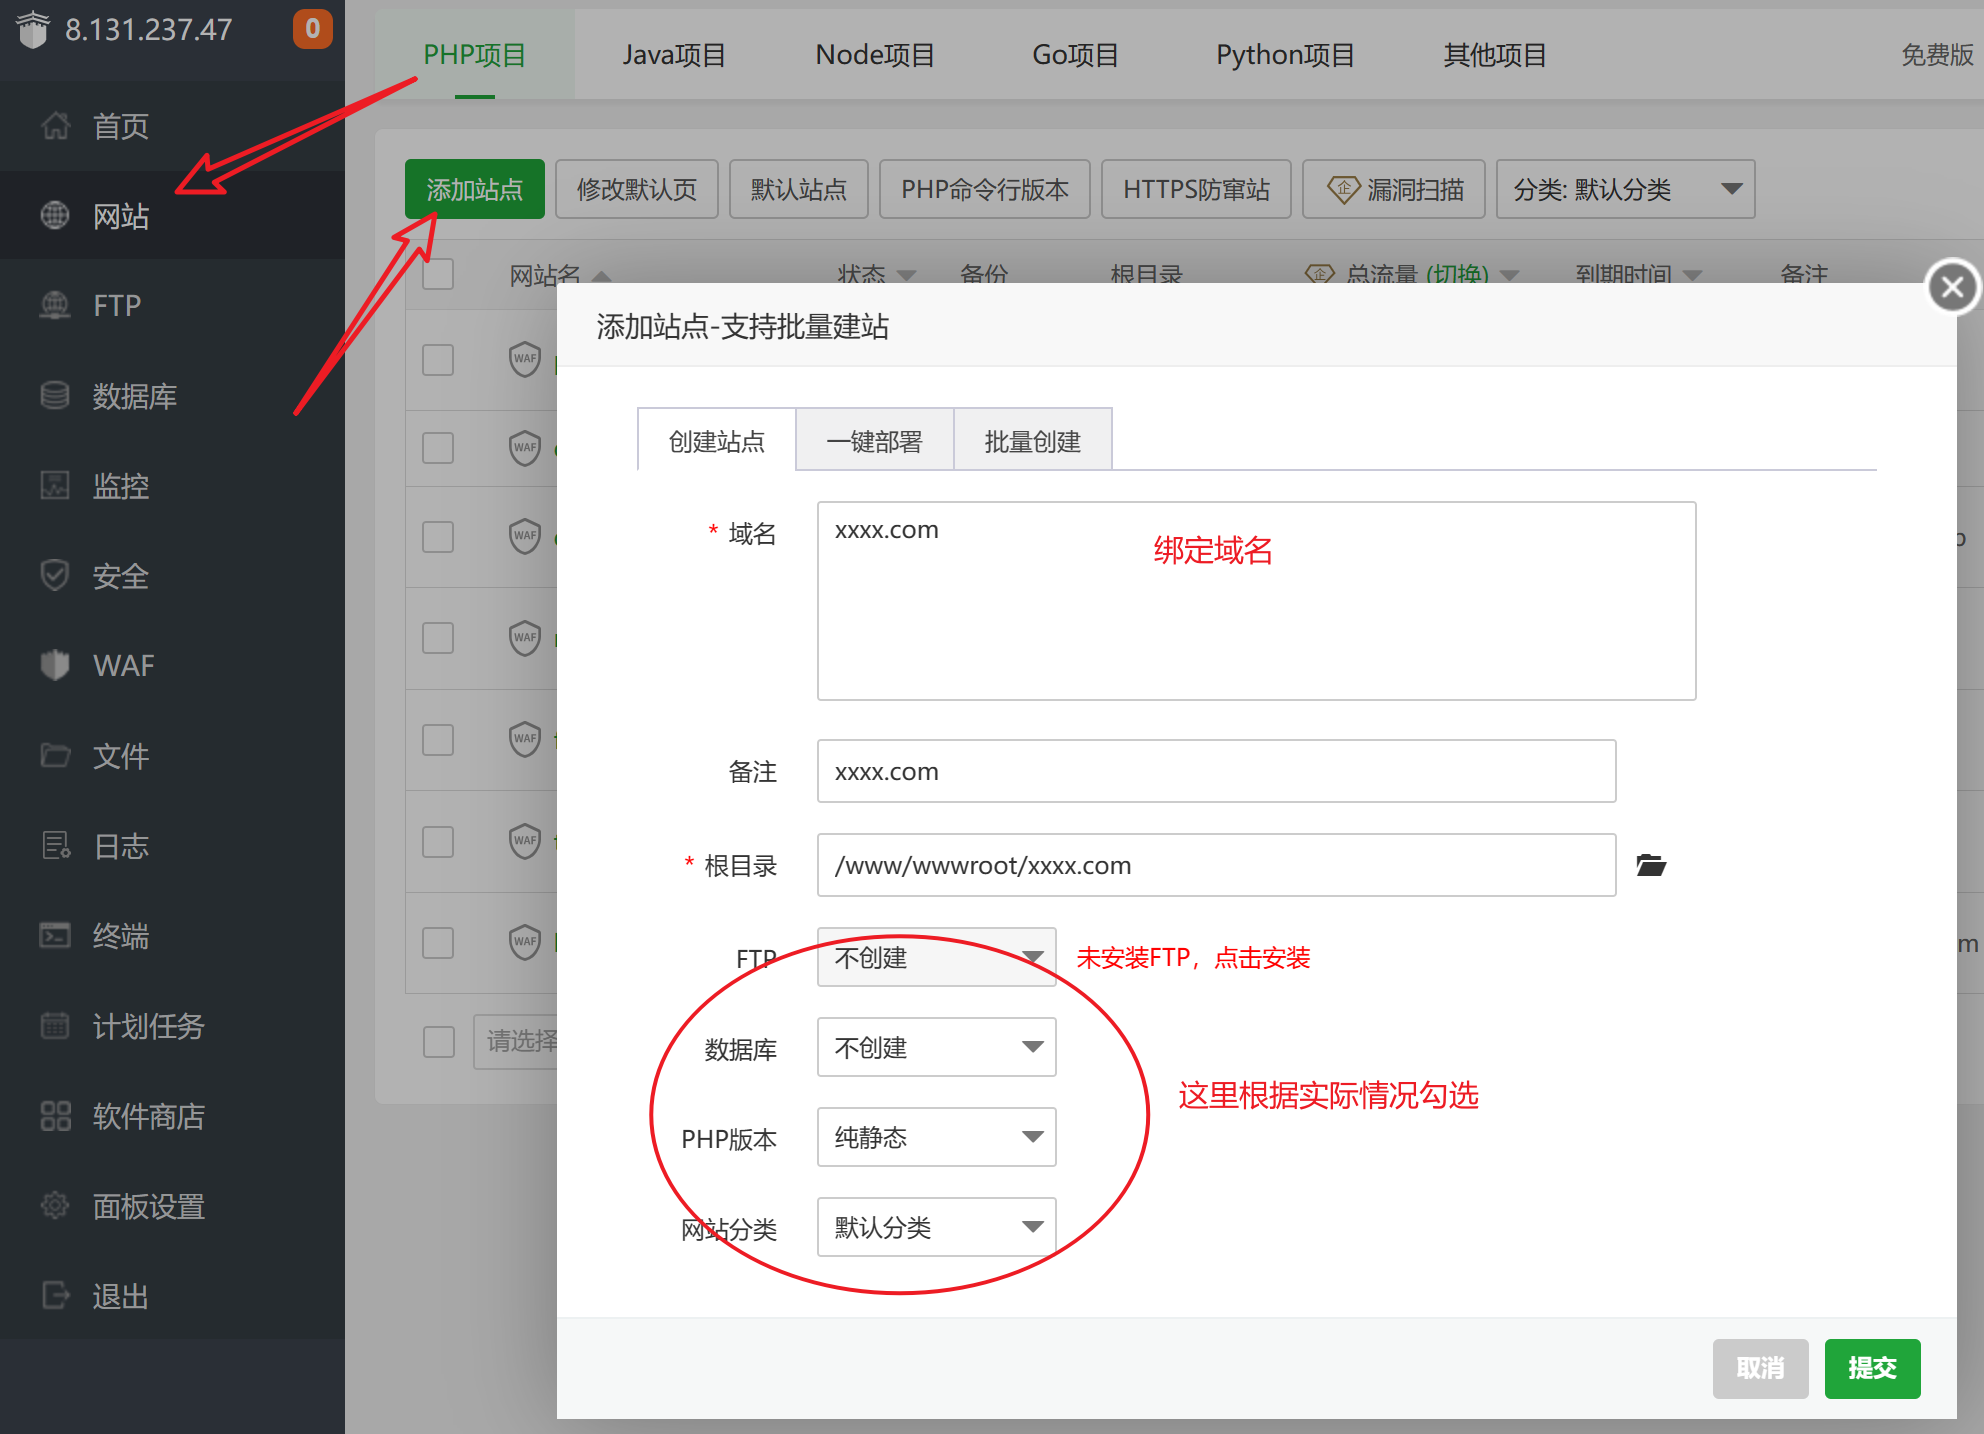 8.131.237.47
0
首页
网站
FTP
数据库
监控
安全
WAF
文件
日志
终端
计划任务
软件商店
面板设置
退出
PHP项目 Java项目 Node项目 Go项目 Python项目 其他项目 免费版
添加站点 修改默认页 默认站点 PHP命令行版本 HTTPS防窜站 企 漏洞扫描 分类: 默认分类
网站名 状态 备份 根目录 企 总流量 (切换) 到期时间 备注
WAF
WAF
WAF
WAF
WAF
WAF
WAF
请选择
添加站点-支持批量建站
创建站点 一键部署 批量创建
* 域名 xxxx.com
绑定域名
备注 xxxx.com
* 根目录 /www/wwwroot/xxxx.com
FTP 不创建 未安装FTP，点击安装
数据库 不创建
这里根据实际情况勾选
PHP版本 纯静态
网站分类 默认分类
取消 提交